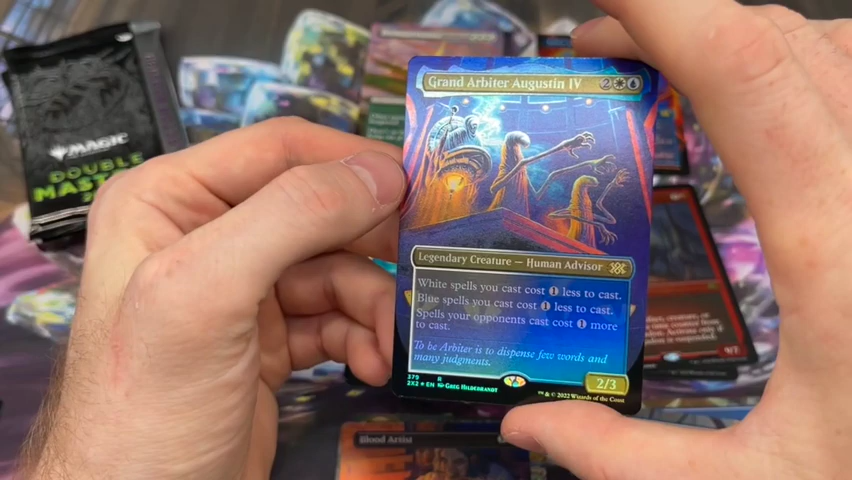 MAGIC
DOUBLE
Grand Arbiter Augustin IV 2
Legendary Creature — Human Advisor
White spells you cast cost 1 less to cast.
Blue spells you cast cost 1 less to cast.
Spells your opponents cast cost 1 more
to cast.
To be Arbiter is to dispense few words and
many judgments.
2/3
379 R
2X2 ★ EN Greg Hildebrandt
™ & © 2022 Wizards of the Coast
Blood Artist